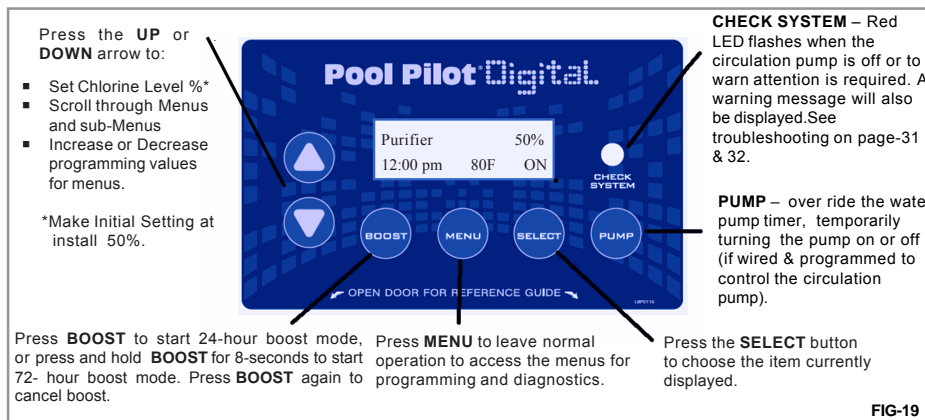 Press the UP or
DOWN arrow to:
■ Set Chlorine Level %*
■ Scroll through Menus
and sub-Menus
■ Increase or Decrease
programming values
for menus.
*Make Initial Setting at
install 50%.
Pool Pilot® Digital
Purifier 50%
12:00 pm 80F ON
CHECK
SYSTEM
BOOST
MENU
SELECT
PUMP
OPEN DOOR FOR REFERENCE GUIDE
LBP0116
CHECK SYSTEM – Red
LED flashes when the
circulation pump is off or to
warn attention is required. A
warning message will also
be displayed.See
troubleshooting on page-31
& 32.
PUMP – over ride the wate
pump timer, temporarily
turning the pump on or off
(if wired & programmed to
control the circulation
pump).
Press BOOST to start 24-hour boost mode,
or press and hold BOOST for 8-seconds to start
72- hour boost mode. Press BOOST again to
cancel boost.
Press MENU to leave normal
operation to access the menus for
programming and diagnostics.
Press the SELECT button
to choose the item currently
displayed.
FIG-19